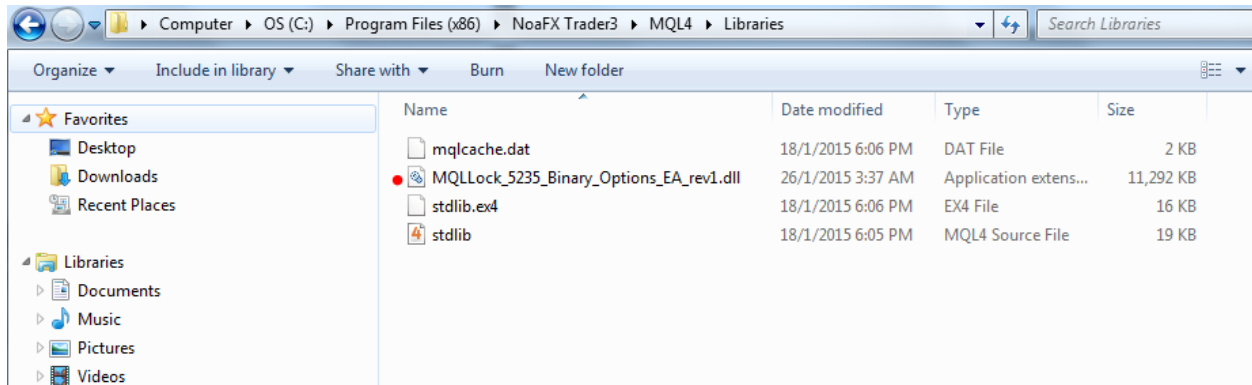 Computer OS (C:) Program Files (x86) NoaFX Trader3 MQL4 Libraries Search Libraries
Organize Include in library Share with Burn New folder
Favorites
Desktop
Downloads
Recent Places
Libraries
Documents
Music
Pictures
Videos
Name Date modified Type Size
mqlcache.dat 18/1/2015 6:06 PM DAT File 2 KB
MQLLock_5235_Binary_Options_EA_rev1.dll 26/1/2015 3:37 AM Application extens... 11,292 KB
stdlib.ex4 18/1/2015 6:06 PM EX4 File 16 KB
4 stdlib 18/1/2015 6:05 PM MQL4 Source File 19 KB